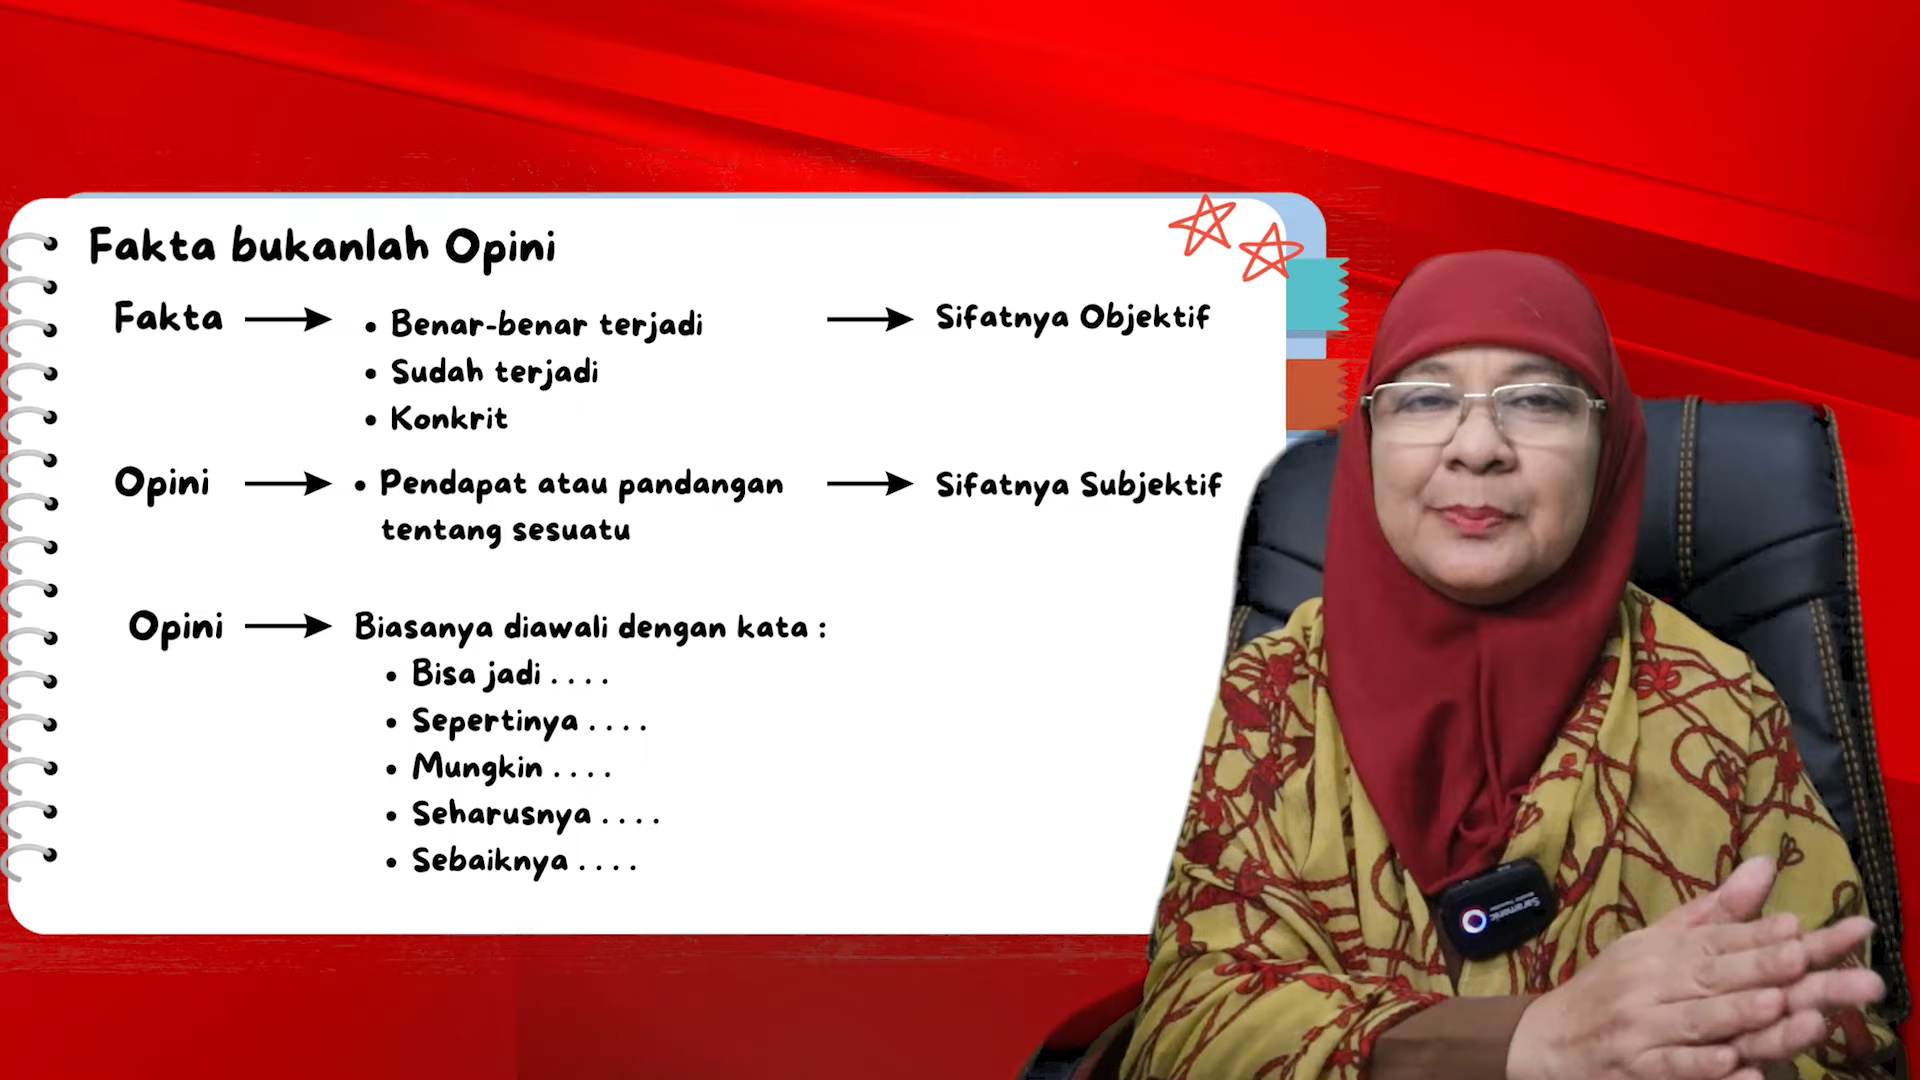 Fakta bukanlah Opini
Fakta
• Benar-benar terjadi
Sifatnya Objektif
• Sudah terjadi
• Konkrit
Opini
• Pendapat atau pandangan
tentang sesuatu
Sifatnya Subjektif
Opini
Biasanya diawali dengan kata :
• Bisa jadi . . . .
• Sepertinya . . . .
• Mungkin . . . .
• Seharusnya . . . .
• Sebaiknya . . . .
Saramonic